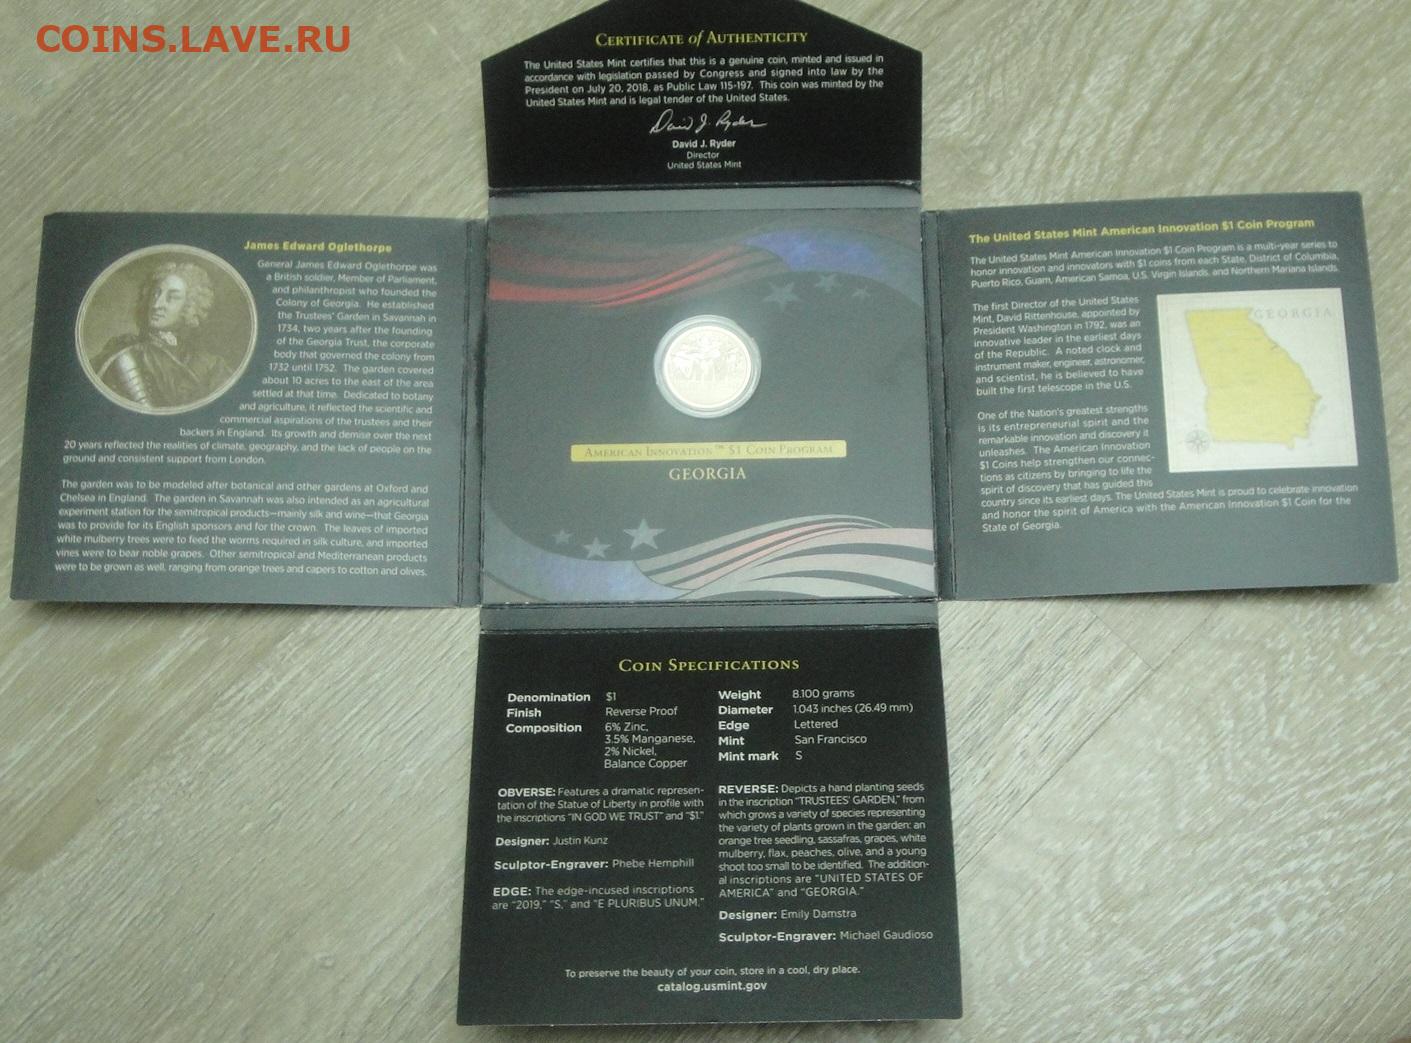 COINS.LAVE.RU
CERTIFICATE of AUTHENTICITY
The United States Mint certifies that this is a genuine coin, minted and issued in
accordance with legislation passed by Congress and signed into law by the
President on July 20, 2018, as Public Law 115-197. This coin was minted by the
United States Mint and is legal tender of the United States.
David J. Ryder
David J. Ryder
Director
United States Mint
James Edward Oglethorpe
General James Edward Oglethorpe was
a British soldier, Member of Parliament,
and philanthropist who founded the
Colony of Georgia. He established
the Trustees' Garden in Savannah in
1734, two years after the founding
of the Georgia Trust, the corporate
body that governed the colony from
1732 until 1752. The garden covered
about 10 acres to the east of the area
settled at that time. Dedicated to botany
and agriculture, it reflected the scientific and
commercial aspirations of the trustees and their
backers in England. Its growth and demise over the next
20 years reflected the realities of climate, geography, and the lack of people on the
ground and consistent support from London.
The garden was to be modeled after botanical and other gardens at Oxford and
Chelsea in England. The garden in Savannah was also intended as an agricultural
experiment station for the semitropical products—mainly silk and wine—that Georgia
was to provide for its English sponsors and for the crown. The leaves of imported
white mulberry trees were to feed the worms required in silk culture, and imported
vines were to bear noble grapes. Other semitropical and Mediterranean products
were to be grown as well, ranging from orange trees and capers to cotton and olives.
AMERICAN INNOVATION™ $1 COIN PROGRAM
GEORGIA
The United States Mint American Innovation $1 Coin Program
The United States Mint American Innovation $1 Coin Program is a multi-year series to
honor innovation and innovators with $1 coins from each State, District of Columbia,
Puerto Rico, Guam, American Samoa, U.S. Virgin Islands, and Northern Mariana Islands.
The first Director of the United States
Mint, David Rittenhouse, appointed by
President Washington in 1792, was an
innovative leader in the earliest days
of the Republic. A noted clock and
instrument maker, engineer, astronomer,
and scientist, he is believed to have
built the first telescope in the U.S.
GEORGIA
One of the Nation's greatest strengths
is its entrepreneurial spirit and the
remarkable innovation and discovery it
unleashes. The American Innovation
$1 Coins help strengthen our connec-
tions as citizens by bringing to life the
spirit of discovery that has guided this
country since its earliest days. The United States Mint is proud to celebrate innovation
and honor the spirit of America with the American Innovation $1 Coin for the
State of Georgia.
COIN SPECIFICATIONS
Denomination $1
Finish Reverse Proof
Composition 6% Zinc,
3.5% Manganese,
2% Nickel,
Balance Copper
Weight 8.100 grams
Diameter 1.043 inches (26.49 mm)
Edge Lettered
Mint San Francisco
Mint mark S
OBVERSE: Features a dramatic represen-
tation of the Statue of Liberty in profile with
the inscriptions "IN GOD WE TRUST" and "$1."
Designer: Justin Kunz
Sculptor-Engraver: Phebe Hemphill
EDGE: The edge-incused inscriptions
are "2019," "S," and "E PLURIBUS UNUM."
REVERSE: Depicts a hand planting seeds
in the inscription "TRUSTEES' GARDEN," from
which grows a variety of species representing
the variety of plants grown in the garden: an
orange tree seedling, sassafras, grapes, white
mulberry, flax, peaches, olive, and a young
shoot too small to be identified. The addition-
al inscriptions are "UNITED STATES OF
AMERICA" and "GEORGIA."
Designer: Emily Damstra
Sculptor-Engraver: Michael Gaudioso
To preserve the beauty of your coin, store in a cool, dry place.
catalog.usmint.gov